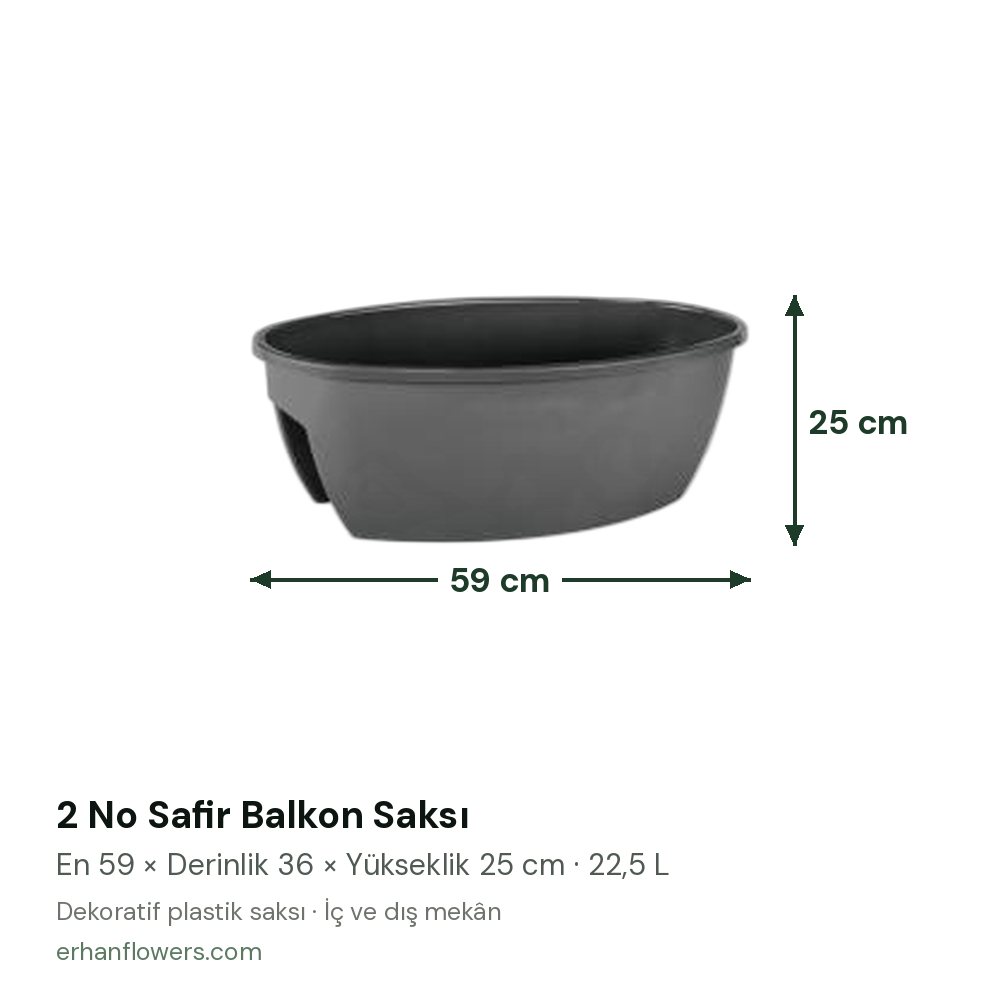 25 cm
59 cm
2 No Safir Balkon Saksı
En 59 × Derinlik 36 × Yükseklik 25 cm · 22,5 L
Dekoratif plastik saksı · İç ve dış mekân
erhanflowers.com